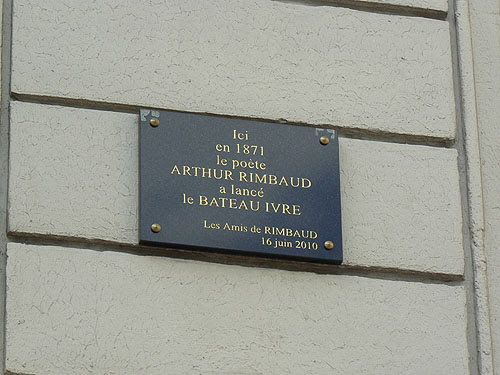 Ici
en 1871
le poète
ARTHUR RIMBAUD
a lancé
le BATEAU IVRE
Les Amis de RIMBAUD
16 juin 2010